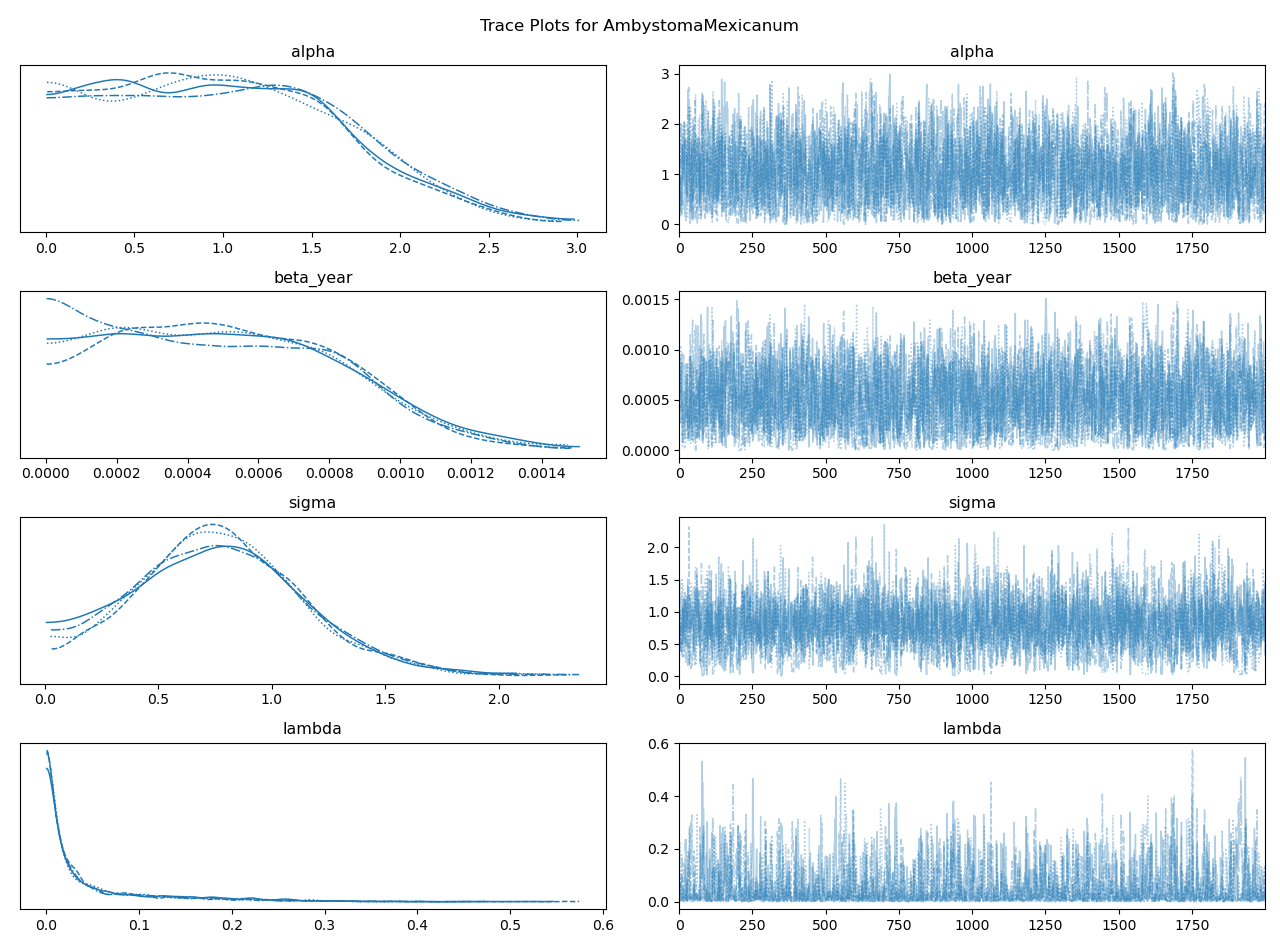 Trace Plots for AmbystomaMexicanum
alpha
0.0 0.5 1.0 1.5 2.0 2.5 3.0
alpha
3
2
1
0
0 250 500 750 1000 1250 1500 1750
beta_year
0.0000 0.0002 0.0004 0.0006 0.0008 0.0010 0.0012 0.0014
beta_year
0.0015
0.0010
0.0005
0.0000
0 250 500 750 1000 1250 1500 1750
sigma
0.0 0.5 1.0 1.5 2.0
sigma
2.0
1.5
1.0
0.5
0.0
0 250 500 750 1000 1250 1500 1750
lambda
0.0 0.1 0.2 0.3 0.4 0.5 0.6
lambda
0.6
0.4
0.2
0.0
0 250 500 750 1000 1250 1500 1750